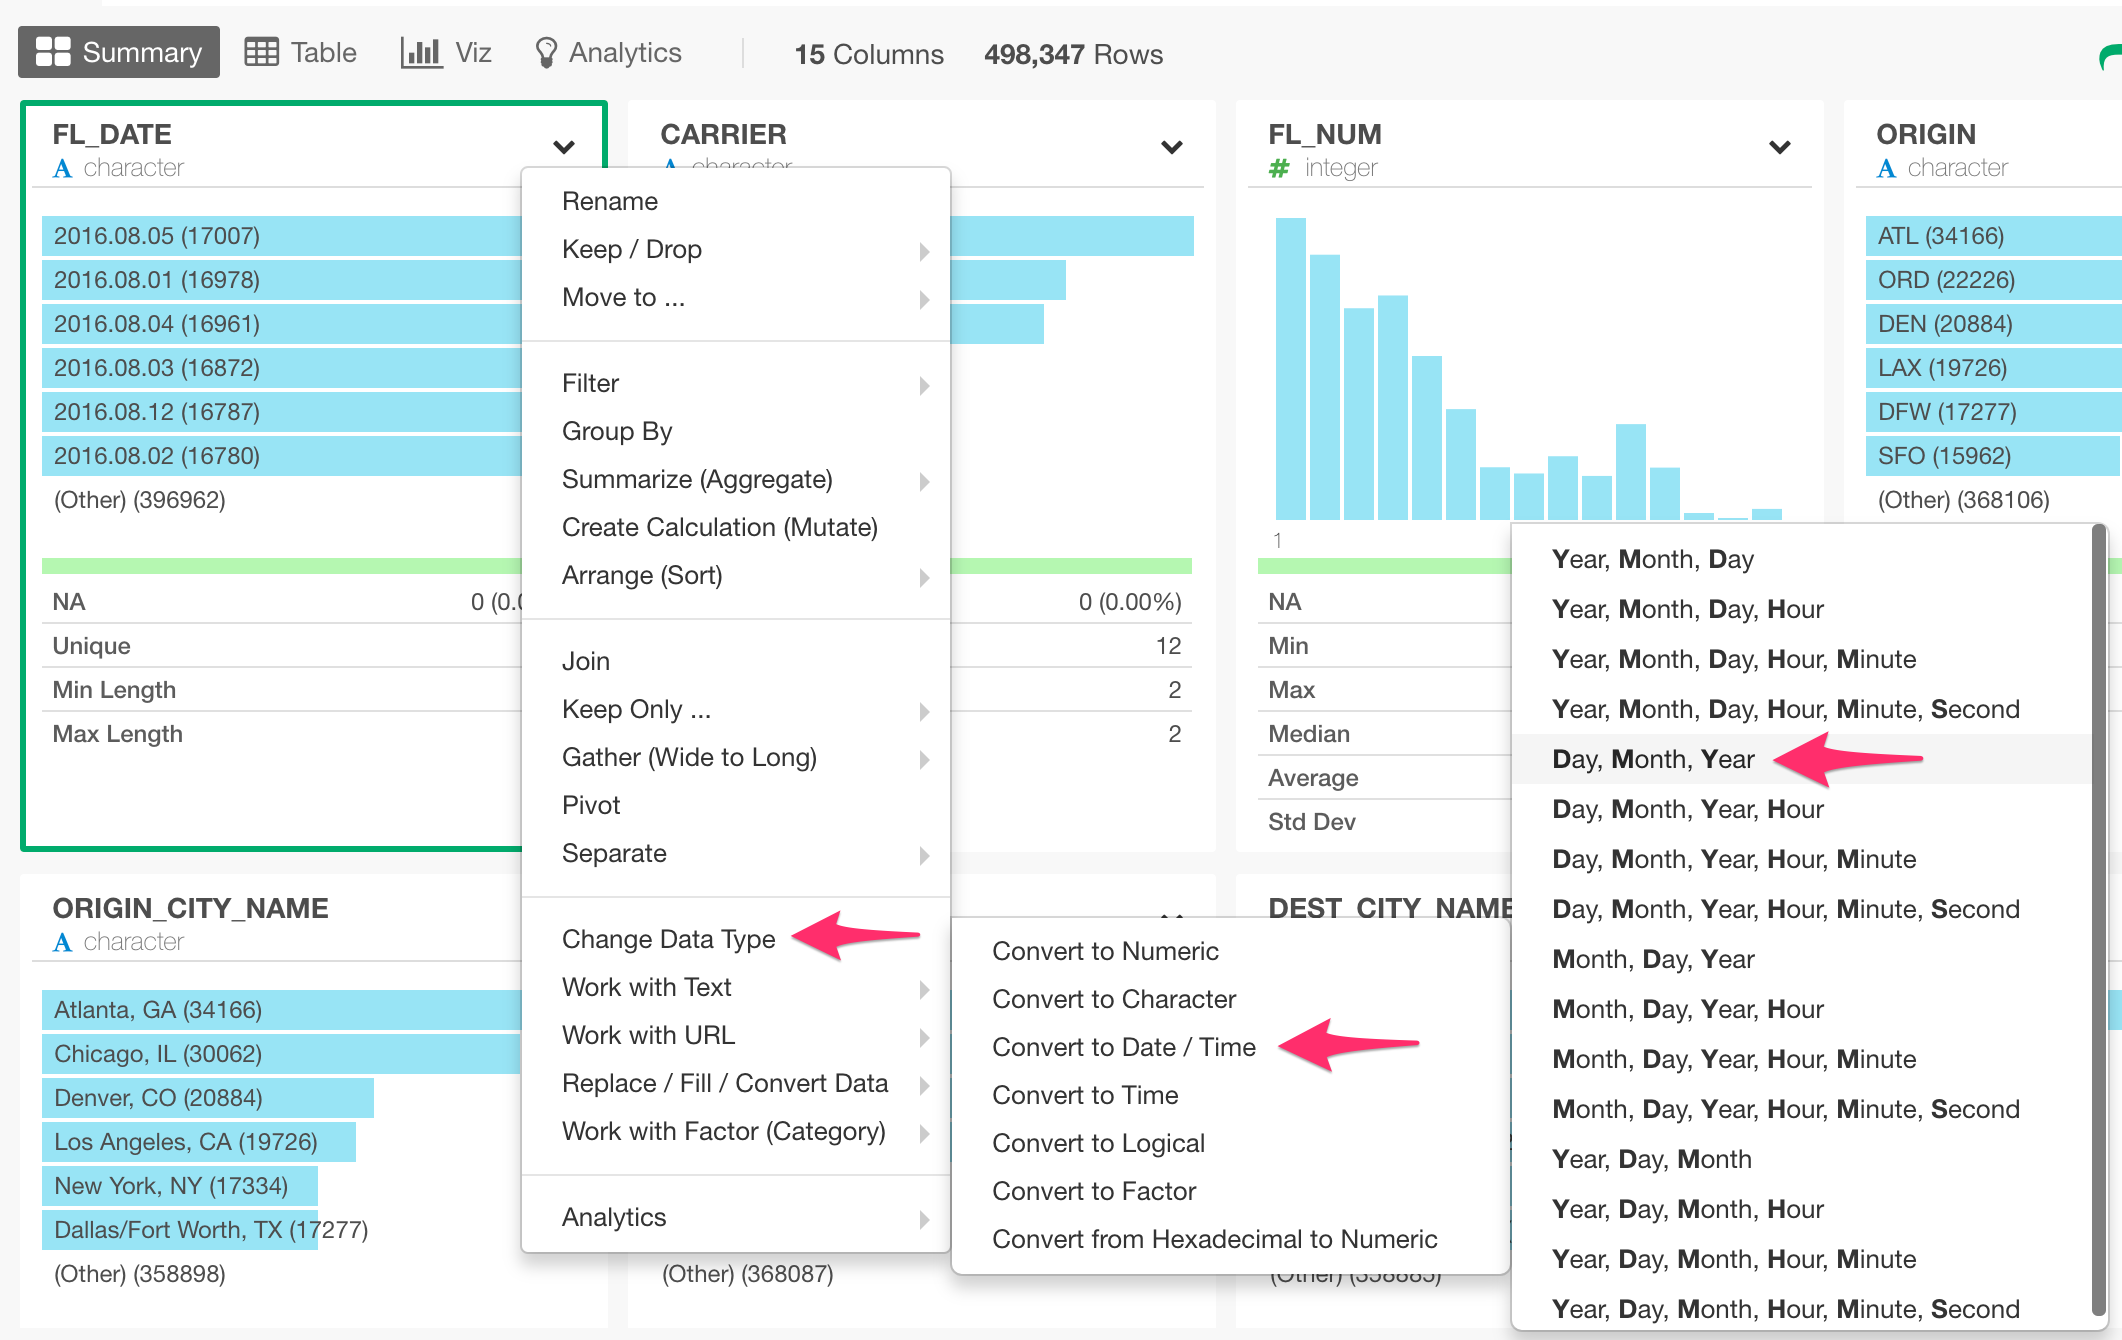 Summary Table Viz Analytics 15 Columns 498,347 Rows
FL_DATE
A character
2016.08.05 (17007)
2016.08.01 (16978)
2016.08.04 (16961)
2016.08.03 (16872)
2016.08.12 (16787)
2016.08.02 (16780)
(Other) (396962)
NA 0 (0.0
Unique
Min Length
Max Length
CARRIER
A character
0 (0.00%)
12
2
2
FL_NUM
# integer
1
NA
Min
Max
Median
Average
Std Dev
ORIGIN
A character
ATL (34166)
ORD (22226)
DEN (20884)
LAX (19726)
DFW (17277)
SFO (15962)
(Other) (368106)
Rename
Keep / Drop
Move to ...
Filter
Group By
Summarize (Aggregate)
Create Calculation (Mutate)
Arrange (Sort)
Join
Keep Only ...
Gather (Wide to Long)
Pivot
Separate
Change Data Type
Work with Text
Work with URL
Replace / Fill / Convert Data
Work with Factor (Category)
Analytics
Convert to Numeric
Convert to Character
Convert to Date / Time
Convert to Time
Convert to Logical
Convert to Factor
Convert from Hexadecimal to Numeric
Year, Month, Day
Year, Month, Day, Hour
Year, Month, Day, Hour, Minute
Year, Month, Day, Hour, Minute, Second
Day, Month, Year
Day, Month, Year, Hour
Day, Month, Year, Hour, Minute
Day, Month, Year, Hour, Minute, Second
Month, Day, Year
Month, Day, Year, Hour
Month, Day, Year, Hour, Minute
Month, Day, Year, Hour, Minute, Second
Year, Day, Month
Year, Day, Month, Hour
Year, Day, Month, Hour, Minute
Year, Day, Month, Hour, Minute, Second
ORIGIN_CITY_NAME
A character
Atlanta, GA (34166)
Chicago, IL (30062)
Denver, CO (20884)
Los Angeles, CA (19726)
New York, NY (17334)
Dallas/Fort Worth, TX (17277)
(Other) (358898)
(Other) (368087)
DEST_CITY_NAME
(Other) (358885)